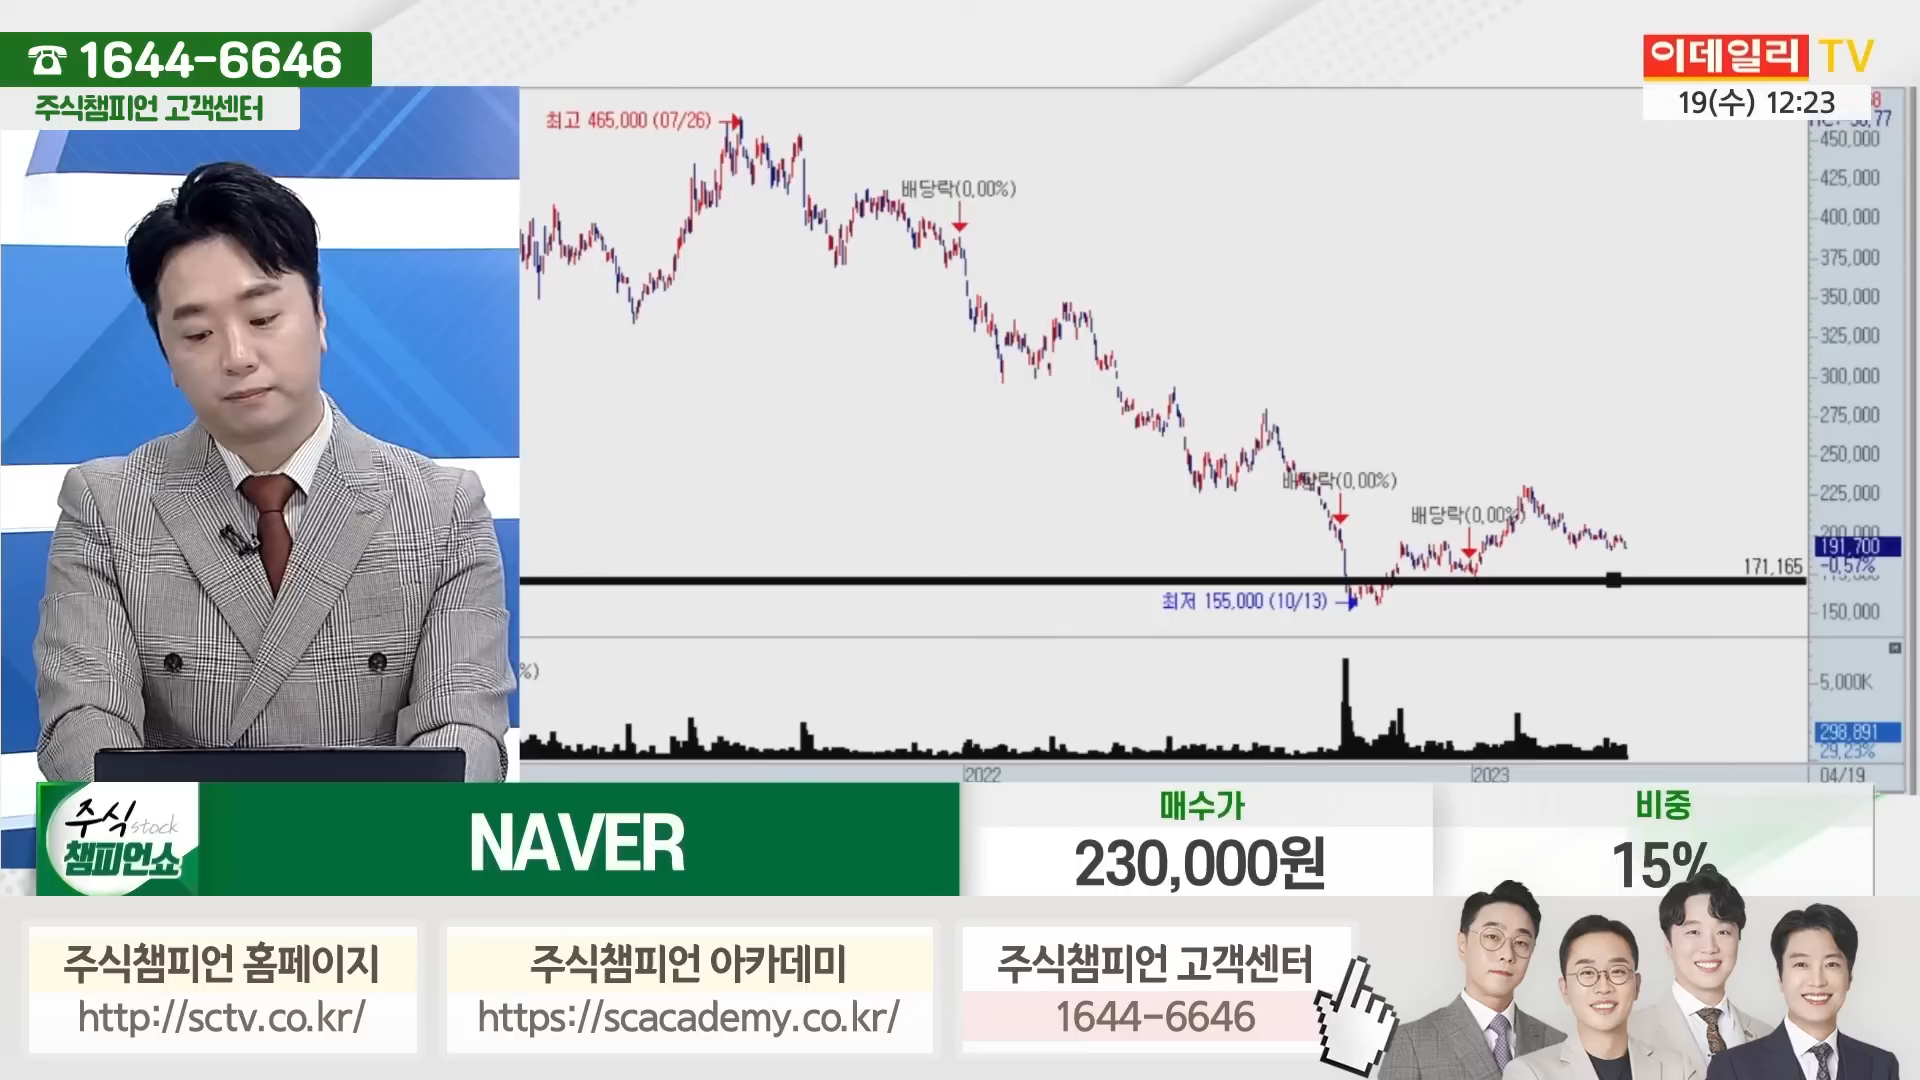 ☎ 1644-6646
주식챔피언 고객센터
이데일리 TV
19(수) 12:23
최고 465,000 (07/26)
배당락(0,00%)
배당락(0,00%)
배당락(0,00%)
최저 155,000 (10/13)
171,165
450,000
425,000
400,000
375,000
350,000
325,000
300,000
275,000
250,000
225,000
200,000
191,700
-0,57%
150,000
%)
5,000K
298,891
29,23%
2022
2023
04/19
주식 stock
챔피언쇼
NAVER
매수가
230,000원
비중
15%
주식챔피언 홈페이지
http://sctv.co.kr/
주식챔피언 아카데미
https://scacademy.co.kr/
주식챔피언 고객센터
1644-6646